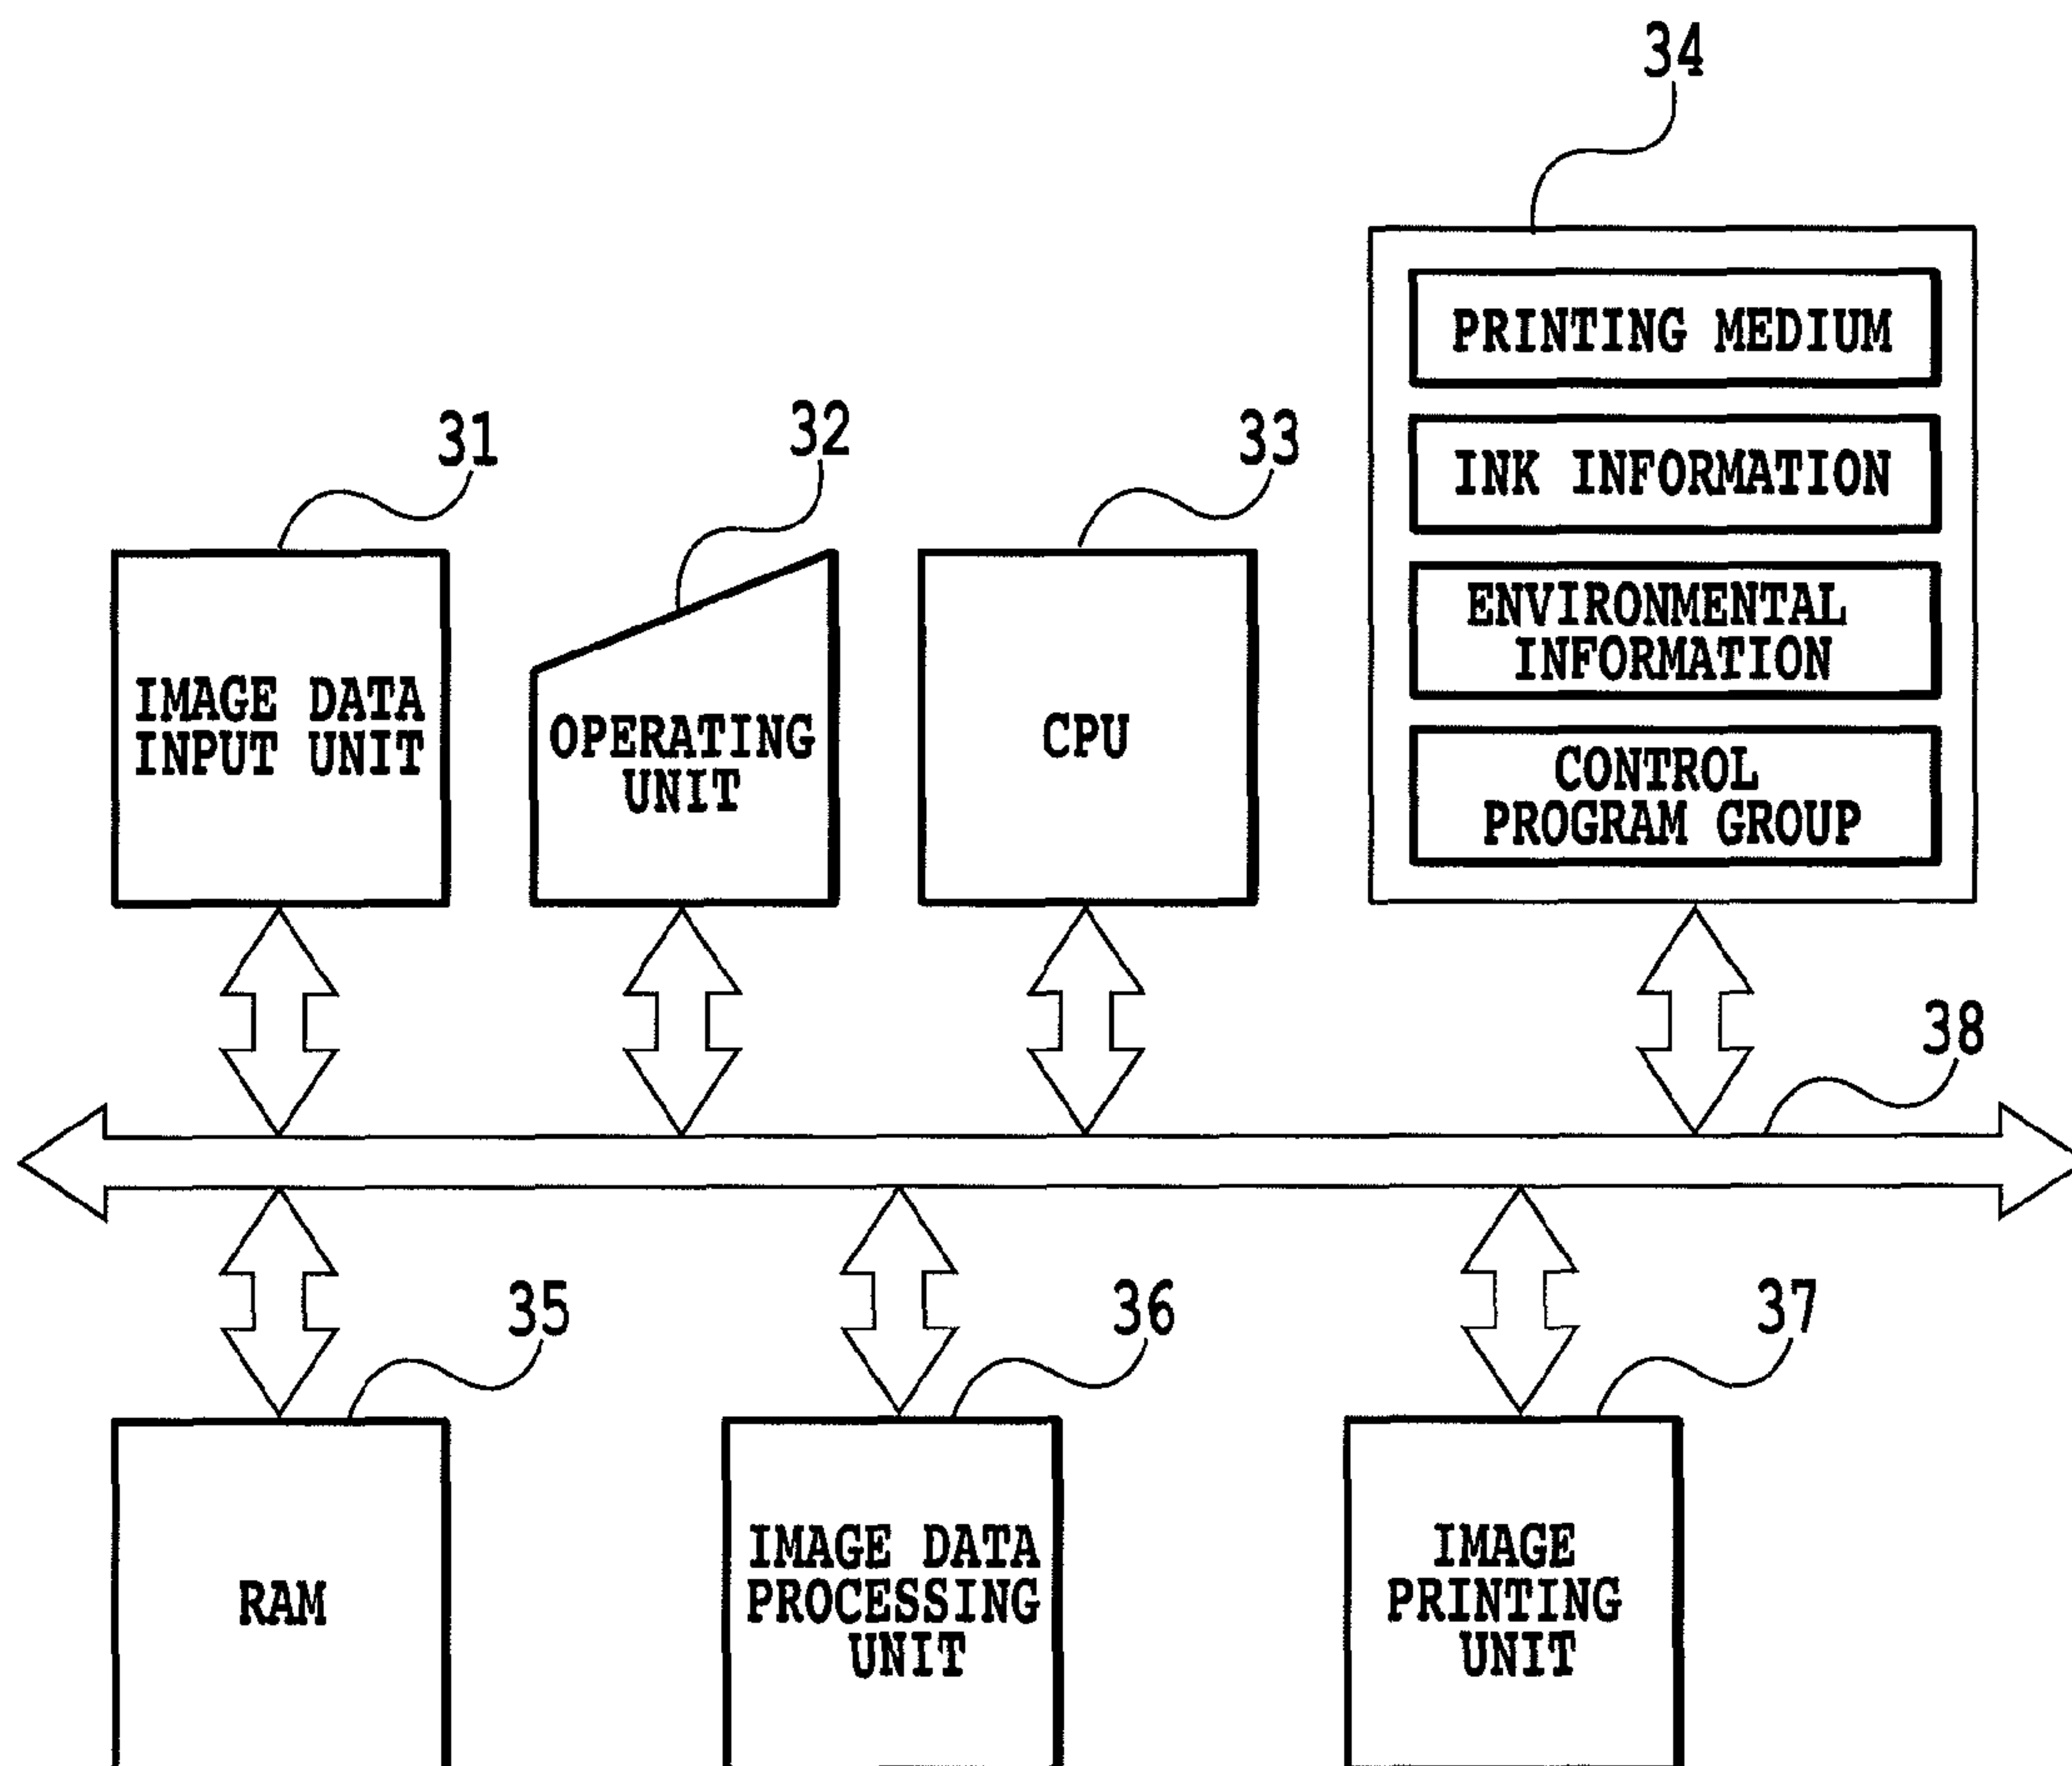 34
PRINTING MEDIUM
INK INFORMATION
ENVIRONMENTAL
INFORMATION
CONTROL
PROGRAM GROUP
31
IMAGE DATA
INPUT UNIT
32
OPERATING
UNIT
33
CPU
38
35
RAM
36
IMAGE DATA
PROCESSING
UNIT
37
IMAGE
PRINTING
UNIT